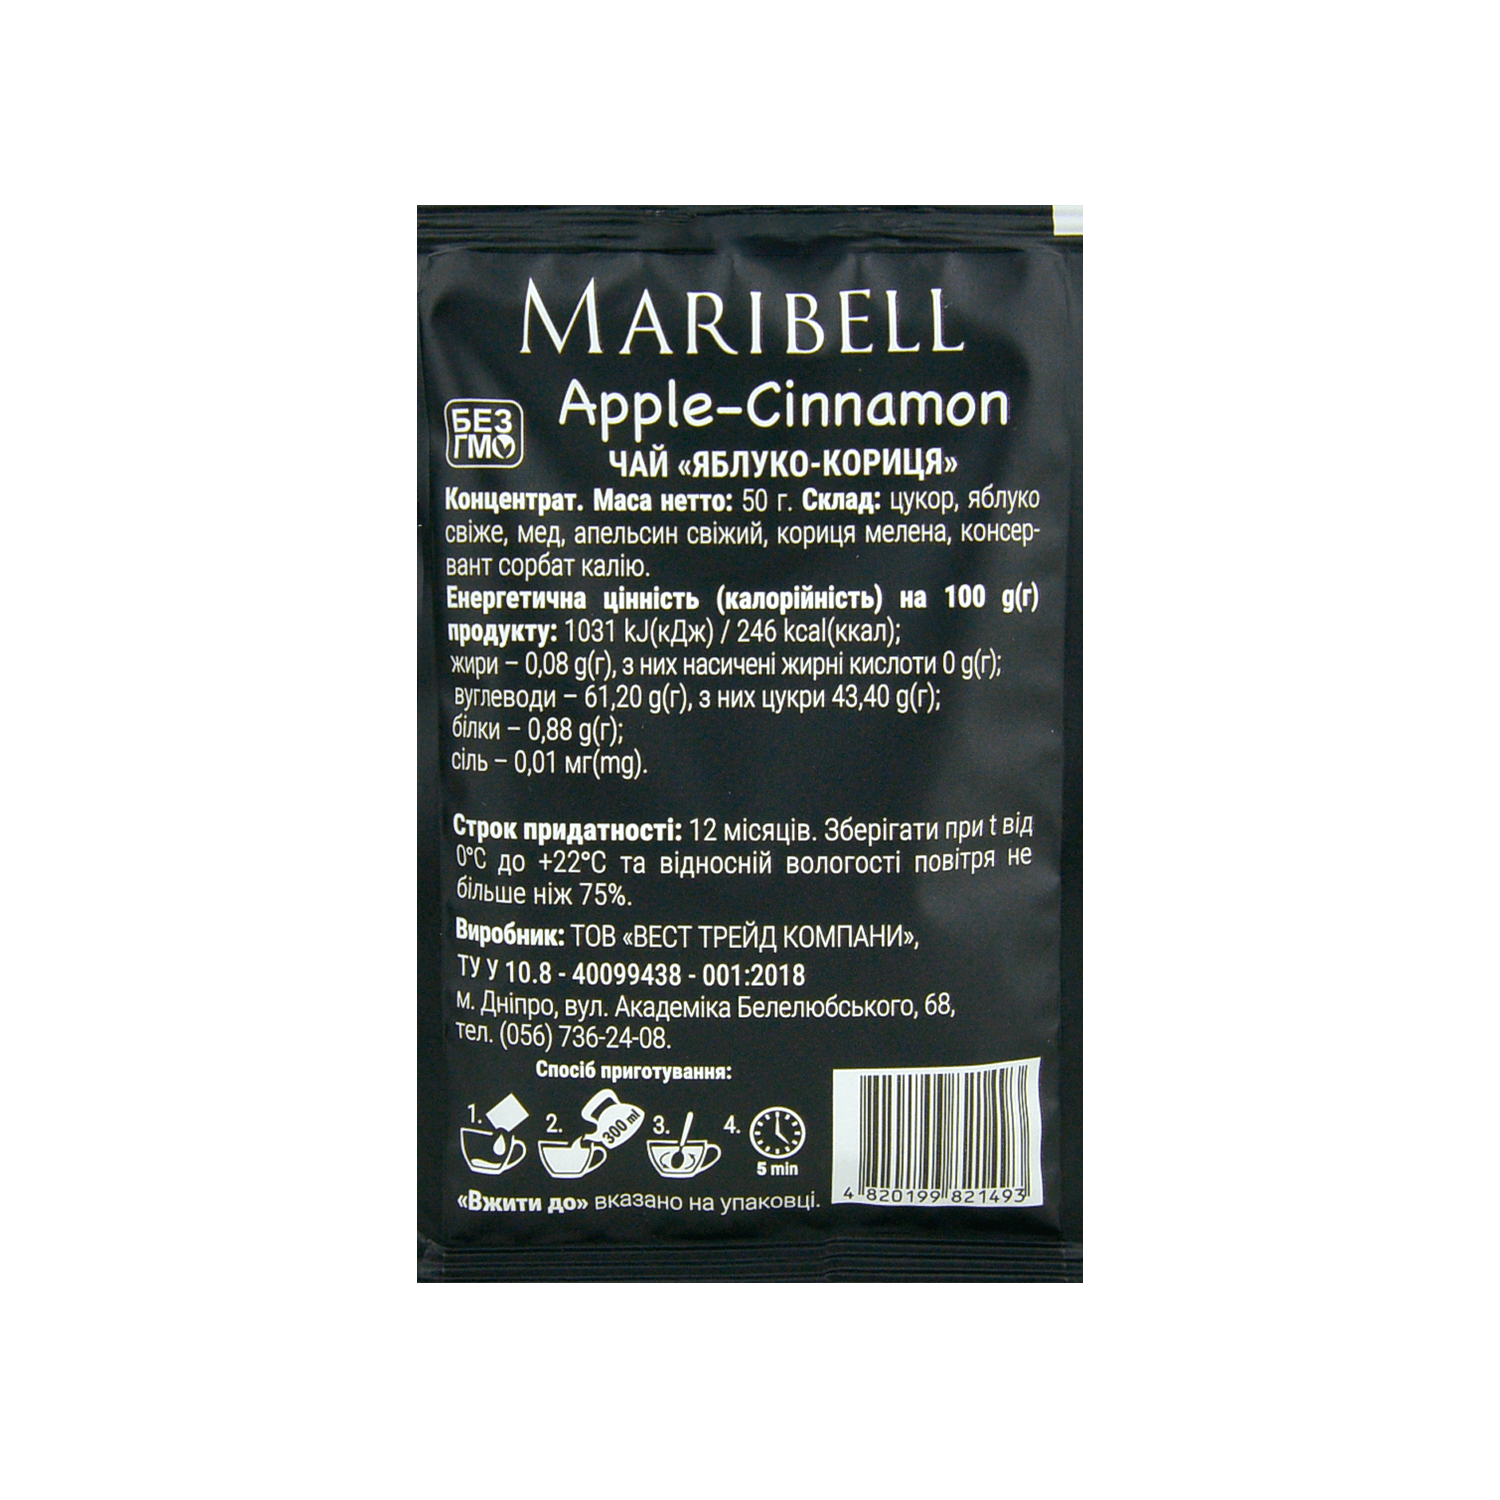 MARIBELL
Apple-Cinnamon
БЕЗ
ГМО
ЧАЙ «ЯБЛУКО-КОРИЦЯ»
Концентрат. Маса нетто: 50 г. Склад: цукор, яблуко
свіже, мед, апельсин свіжий, кориця мелена, консер-
вант сорбат калію.
Енергетична цінність (калорійність) на 100 g(г)
продукту: 1031 kJ(кДж) / 246 kcal(ккал);
жири – 0,08 g(г), з них насичені жирні кислоти 0 g(г);
вуглеводи – 61,20 g(г), з них цукри 43,40 g(г);
білки – 0,88 g(г);
сіль – 0,01 мг(mg).
Строк придатності: 12 місяців. Зберігати при t від
0°C до +22°C та відносній вологості повітря не
більше ніж 75%.
Виробник: ТОВ «ВЕСТ ТРЕЙД КОМПАНИ»,
ТУ У 10.8 - 40099438 - 001:2018
м. Дніпро, вул. Академіка Белелюбського, 68,
тел. (056) 736-24-08.
Спосіб приготування:
1. 2. 300 ml 3. 4.
5 min
«Вжити до» вказано на упаковці.
4 820199 821493